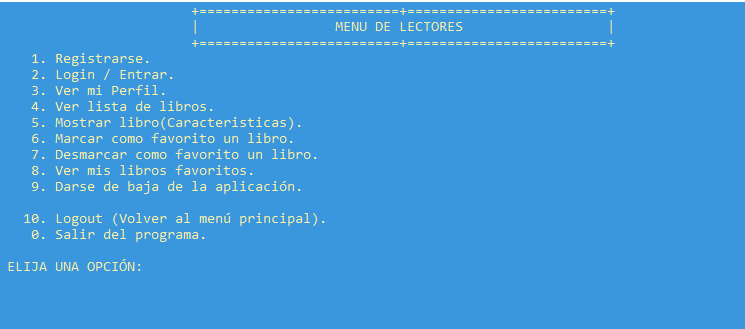 +=========================+=========================+
| MENU DE LECTORES |
+=========================+=========================+
1. Registrarse.
2. Login / Entrar.
3. Ver mi Perfil.
4. Ver lista de libros.
5. Mostrar libro(Caracteristicas).
6. Marcar como favorito un libro.
7. Desmarcar como favorito un libro.
8. Ver mis libros favoritos.
9. Darse de baja de la aplicación.
10. Logout (Volver al menú principal).
0. Salir del programa.
ELIJA UNA OPCIÓN: